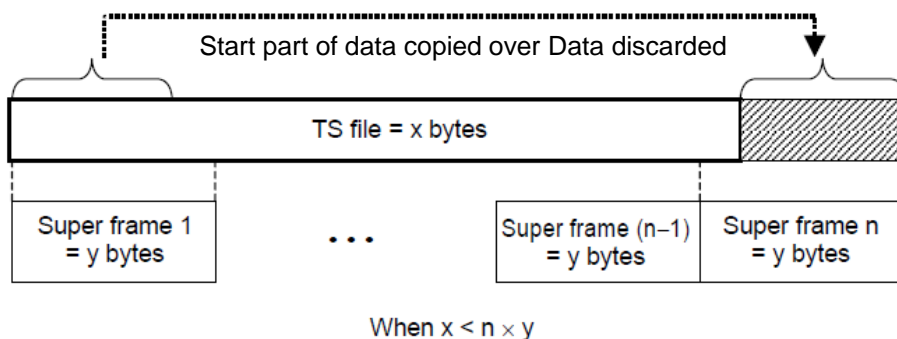 Start part of data copied over Data discarded
TS file = x bytes
Super frame 1
= y bytes
Super frame (n−1)
= y bytes
Super frame n
= y bytes
When x < n × y